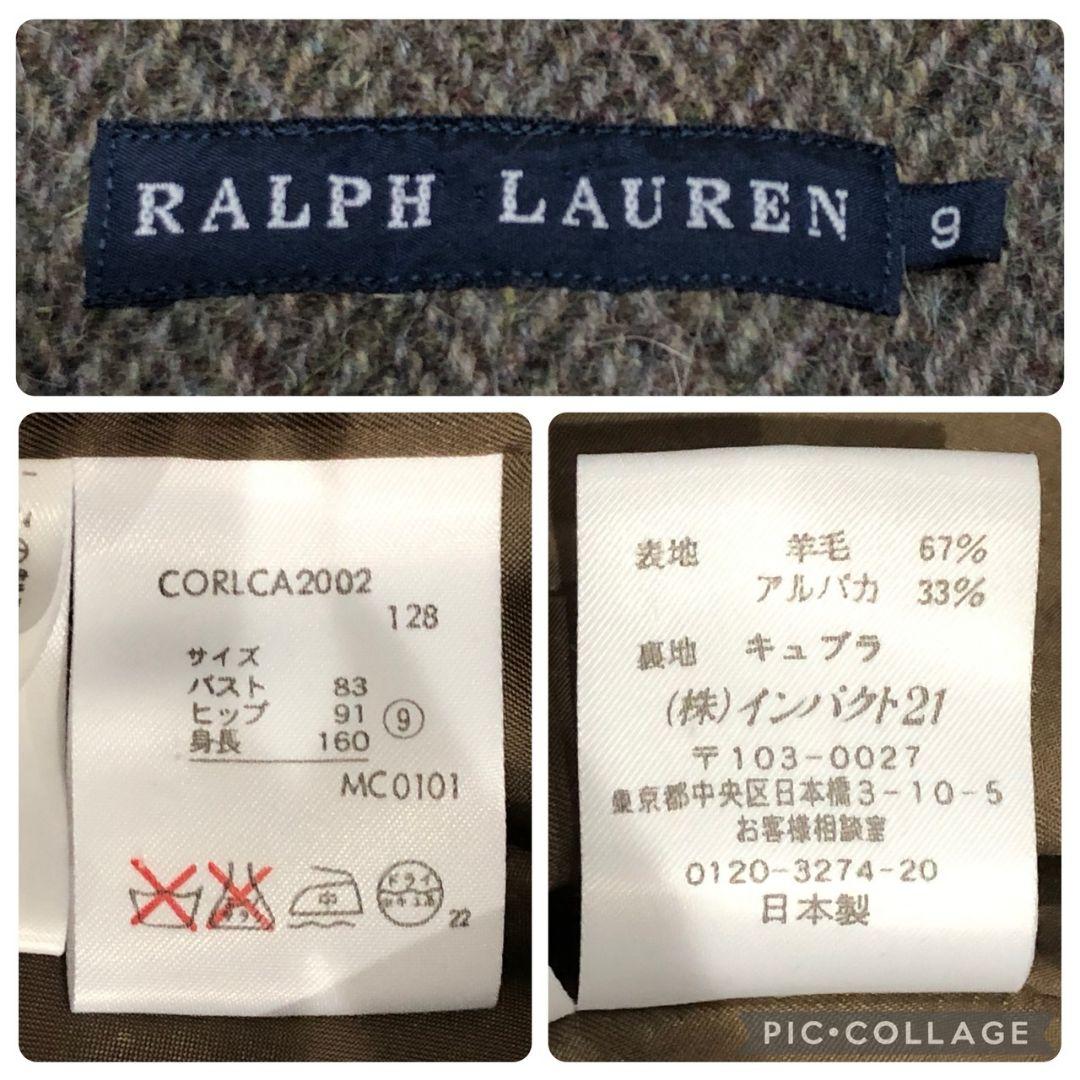 RALPH LAUREN 9
CORLCA2002
128
サイズ
バスト 83
ヒップ 91
身長 160
9
MC0101
中
ドライ
セキユ系
22
表地 羊毛 67%
アルパカ 33%
裏地 キュプラ
(株)インパクト21
〒103-0027
東京都中央区日本橋3-10-5
お客様相談室
0120-3274-20
日本製
PIC•COLLAGE